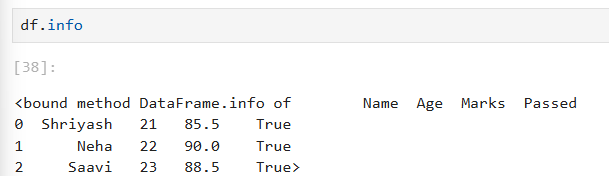 df.info
[38]:
<bound method DataFrame.info of        Name  Age  Marks  Passed
0  Shriyash   21   85.5    True
1      Neha   22   90.0    True
2     Saavi   23   88.5    True>